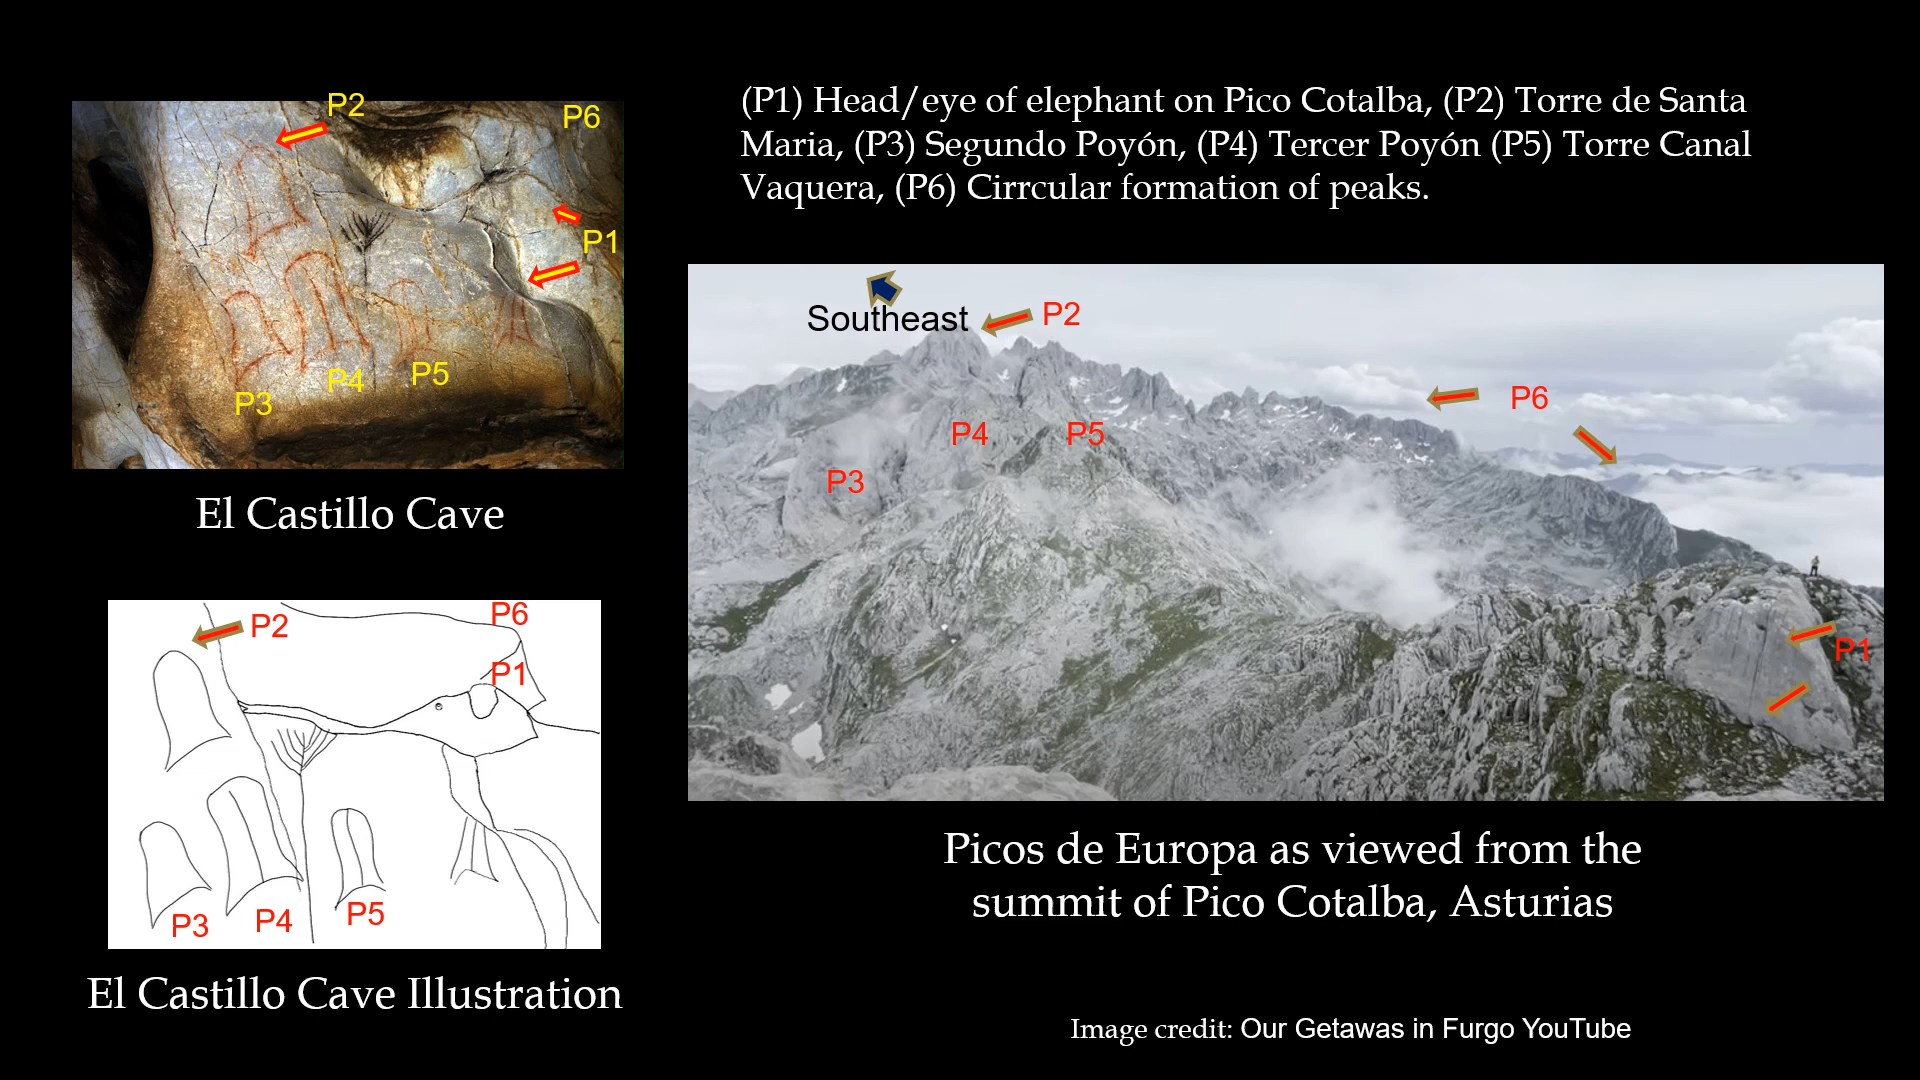 (P1) Head/eye of elephant on Pico Cotalba, (P2) Torre de Santa
Maria, (P3) Segundo Poyón, (P4) Tercer Poyón (P5) Torre Canal
Vaquera, (P6) Cirrcular formation of peaks.
P2
P6
P1
P5
P4
P3
El Castillo Cave
P2
P6
P1
P3
P4
P5
El Castillo Cave Illustration
Southeast
P2
P6
P4
P5
P3
P1
Picos de Europa as viewed from the
summit of Pico Cotalba, Asturias
Image credit: Our Getawas in Furgo YouTube